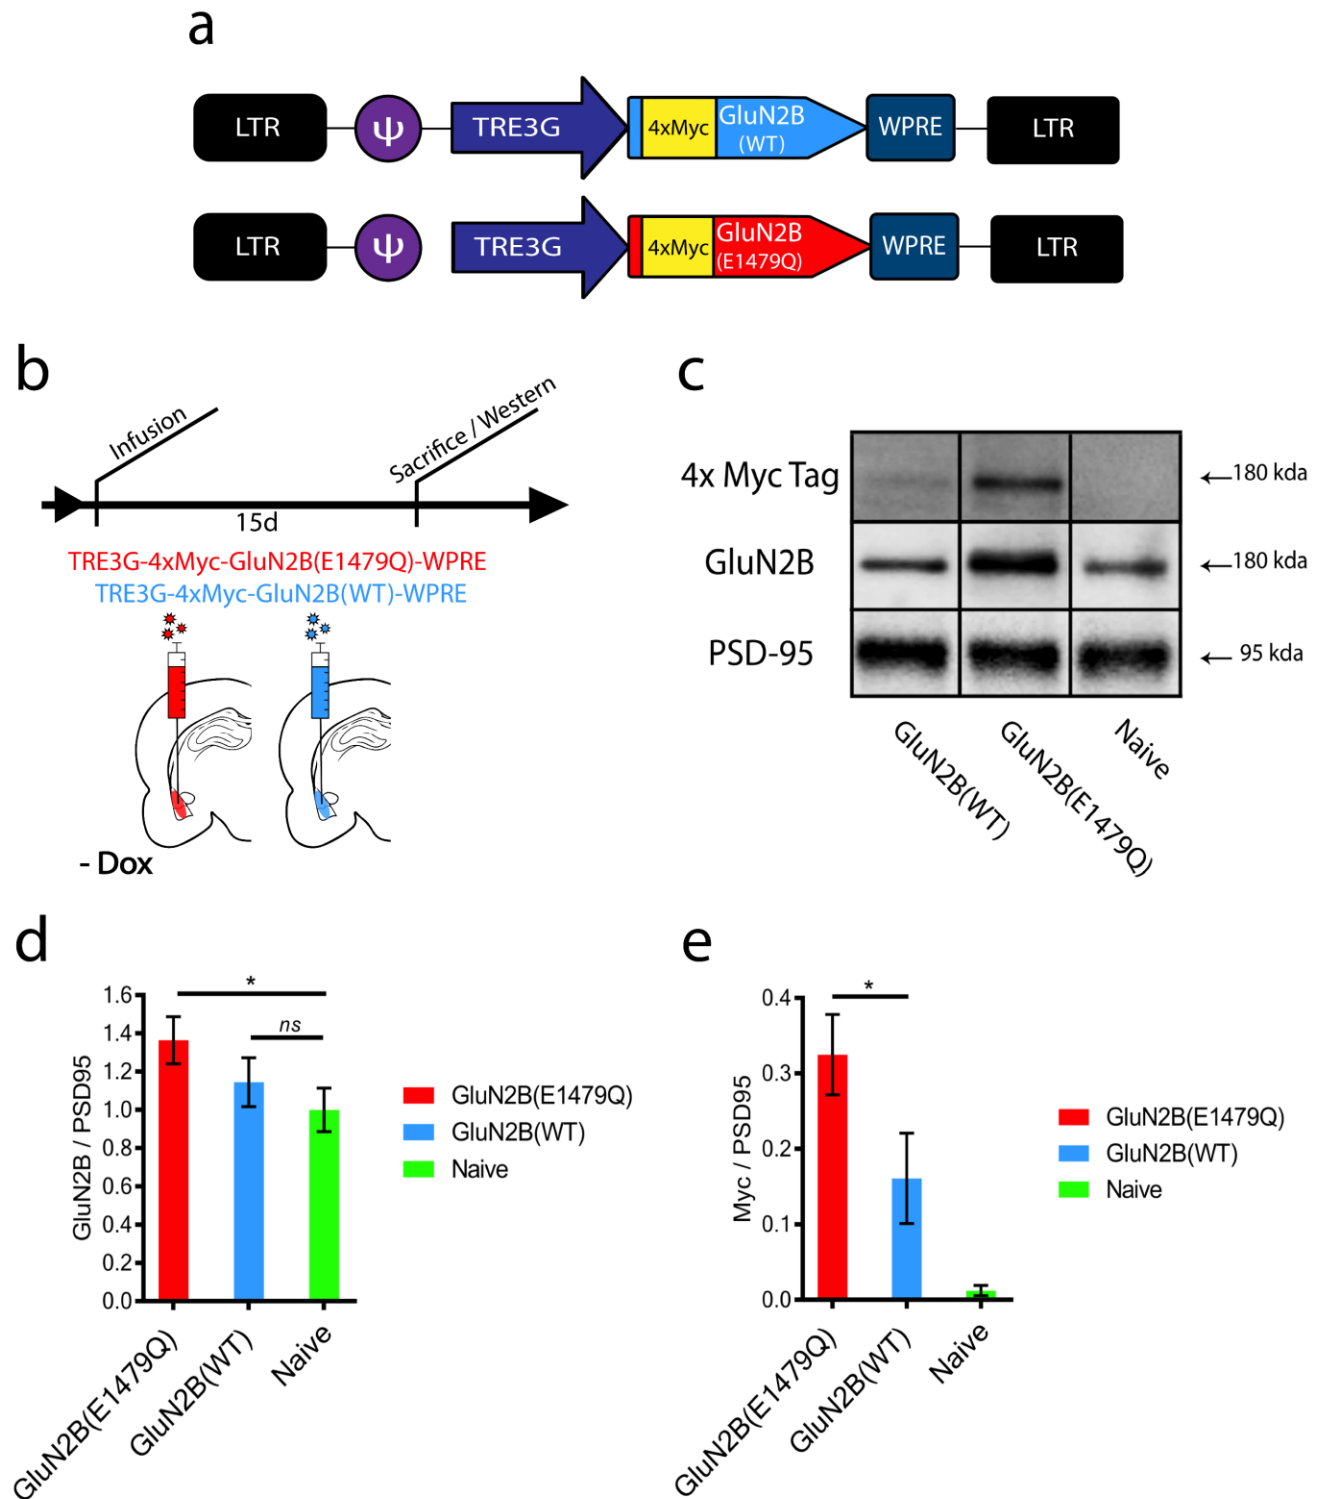 a
LTR ψ TRE3G 4xMyc GluN2B (WT) WPRE LTR
LTR ψ TRE3G 4xMyc GluN2B (E1479Q) WPRE LTR
b
Infusion
Sacrifice / Western
15d
TRE3G-4xMyc-GluN2B(E1479Q)-WPRE
TRE3G-4xMyc-GluN2B(WT)-WPRE
- Dox
c
4x Myc Tag ←180 kda
GluN2B ←180 kda
PSD-95 ← 95 kda
GluN2B(WT)
GluN2B(E1479Q)
Naive
d
GluN2B / PSD95
1.6
1.4
1.2
1.0
0.8
0.6
0.4
0.2
0.0
*
ns
GluN2B(E1479Q)
GluN2B(WT)
Naive
GluN2B(E1479Q)
GluN2B(WT)
Naive
e
Myc / PSD95
0.4
0.3
0.2
0.1
0.0
*
GluN2B(E1479Q)
GluN2B(WT)
Naive
GluN2B(E1479Q)
GluN2B(WT)
Naive